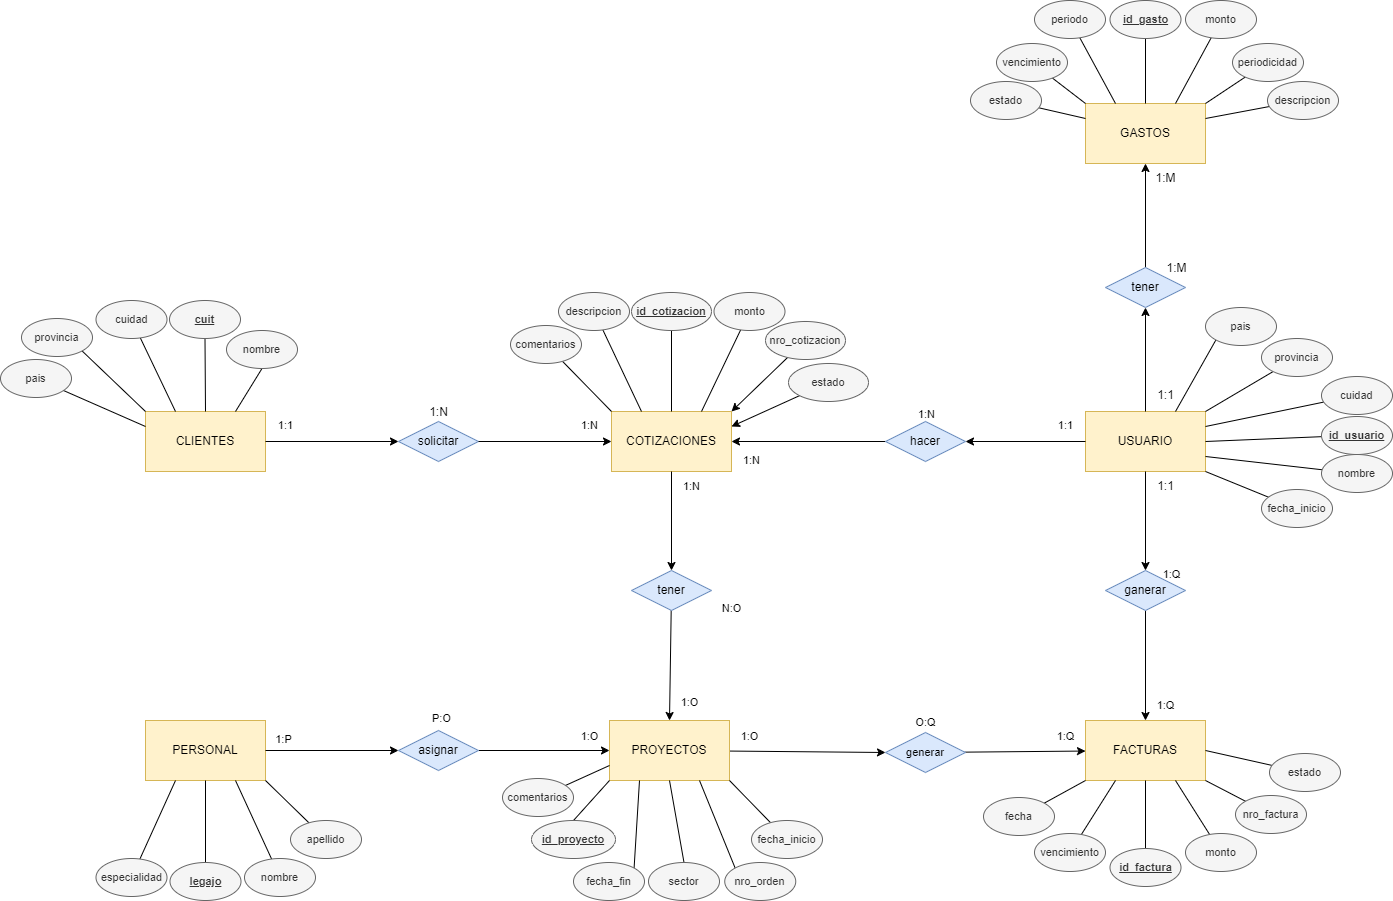 periodo
id_gasto
monto
vencimiento
periodicidad
estado
descripcion
GASTOS
1:M
1:M
tener
cuidad
cuit
provincia
nombre
pais
descripcion
id_cotizacion
monto
comentarios
nro_cotizacion
estado
pais
provincia
cuidad
id_usuario
nombre
fecha_inicio
1:1
CLIENTES
1:1
1:N
solicitar
1:N
COTIZACIONES
1:N
1:N
hacer
1:1
USUARIO
1:N
1:1
tener
N:O
1:Q
ganerar
1:O
1:Q
PERSONAL
1:P
P:O
asignar
1:O
PROYECTOS
1:O
O:Q
generar
1:Q
FACTURAS
estado
comentarios
fecha
nro_factura
apellido
id_proyecto
fecha_inicio
vencimiento
monto
id_factura
especialidad
legajo
nombre
fecha_fin
sector
nro_orden